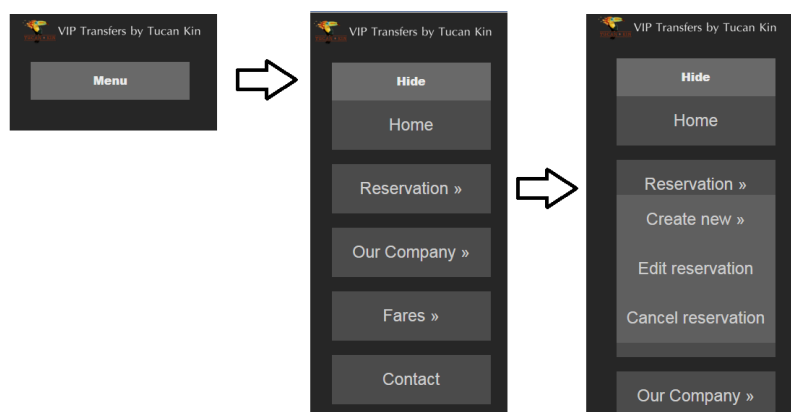 VIP Transfers by Tucan Kin
Menu
VIP Transfers by Tucan Kin
Hide
Home
Reservation »
Our Company »
Fares »
Contact
VIP Transfers by Tucan Kin
Hide
Home
Reservation »
Create new »
Edit reservation
Cancel reservation
Our Company »